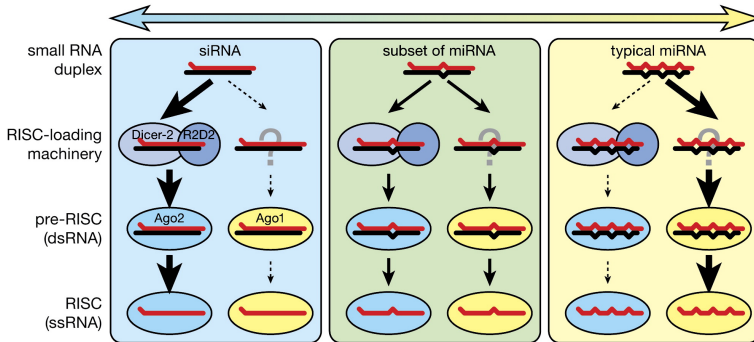 small RNA
duplex
siRNA
subset of miRNA
typical miRNA
RISC-loading
machinery
Dicer-2
R2D2
?
?
?
pre-RISC
(dsRNA)
Ago2
Ago1
RISC
(ssRNA)